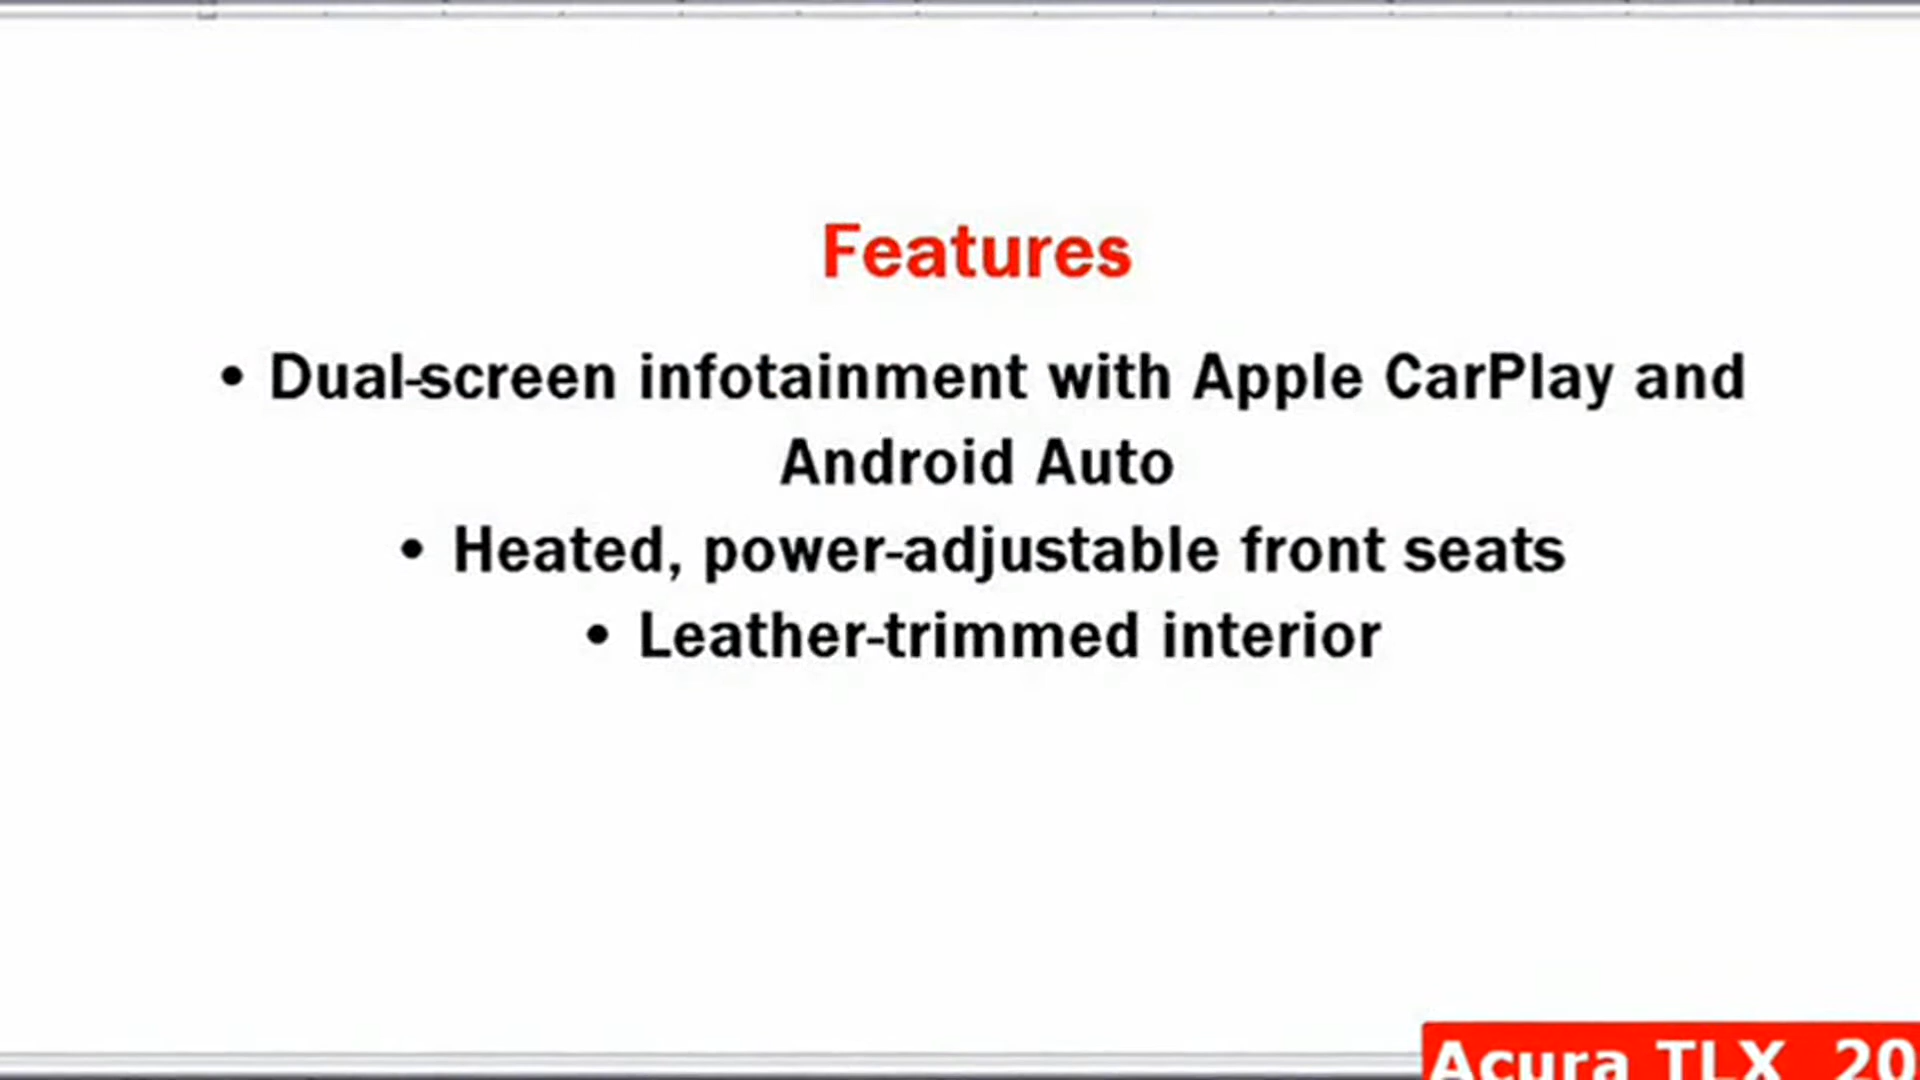 Features
• Dual-screen infotainment with Apple CarPlay and
Android Auto
• Heated, power-adjustable front seats
• Leather-trimmed interior
Acura TLX 20